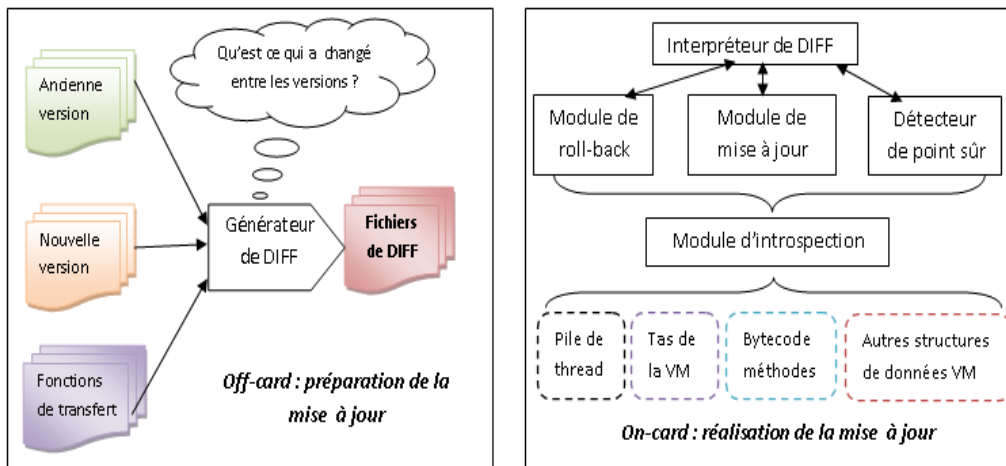 Qu'est ce qui a changé
entre les versions ?
Ancienne
version
Nouvelle
version
Fonctions
de transfert
Générateur
de DIFF
Fichiers
de DIFF
Off-card : préparation de la
mise à jour
Interpréteur de DIFF
Module de
roll-back
Module de
mise à jour
Détecteur
de point sûr
Module d'introspection
Pile de
thread
Tas de
la VM
Bytecode
méthodes
Autres structures
de données VM
On-card : réalisation de la mise à jour